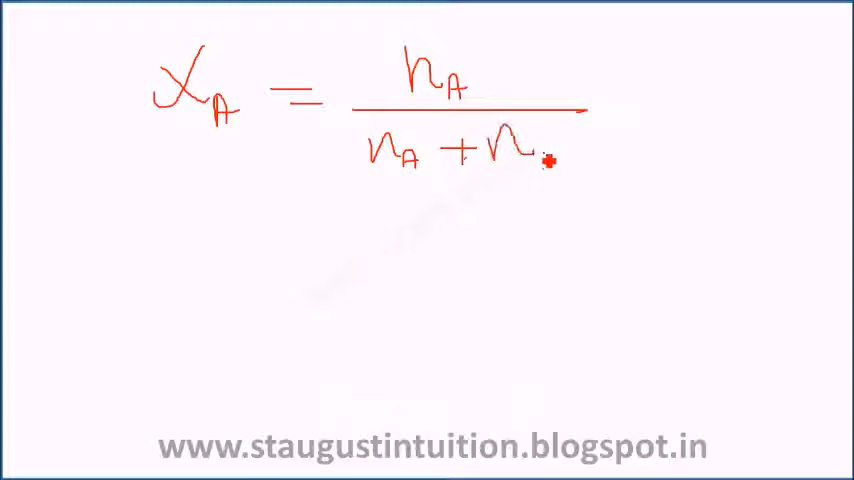 X_A = n_A / n_A + n
www.staugustintuition.blogspot.in